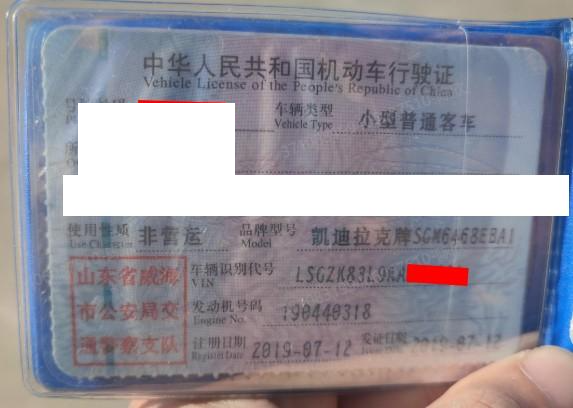 中华人民共和国机动车行驶证
Vehicle License of the People's Republic of China
车辆类型 小型普通客车
Vehicle Type
使用性质 非营运 品牌型号 凯迪拉克牌SGM6468EBA1
Use Character Model
山东省威海 车辆识别代号 LSGZK83L9KA
VIN
市公安局交 发动机号码 190440318
Engine No.
通警察支队 注册日期 2019-07-12 发证日期 2019-07-12
Register Date